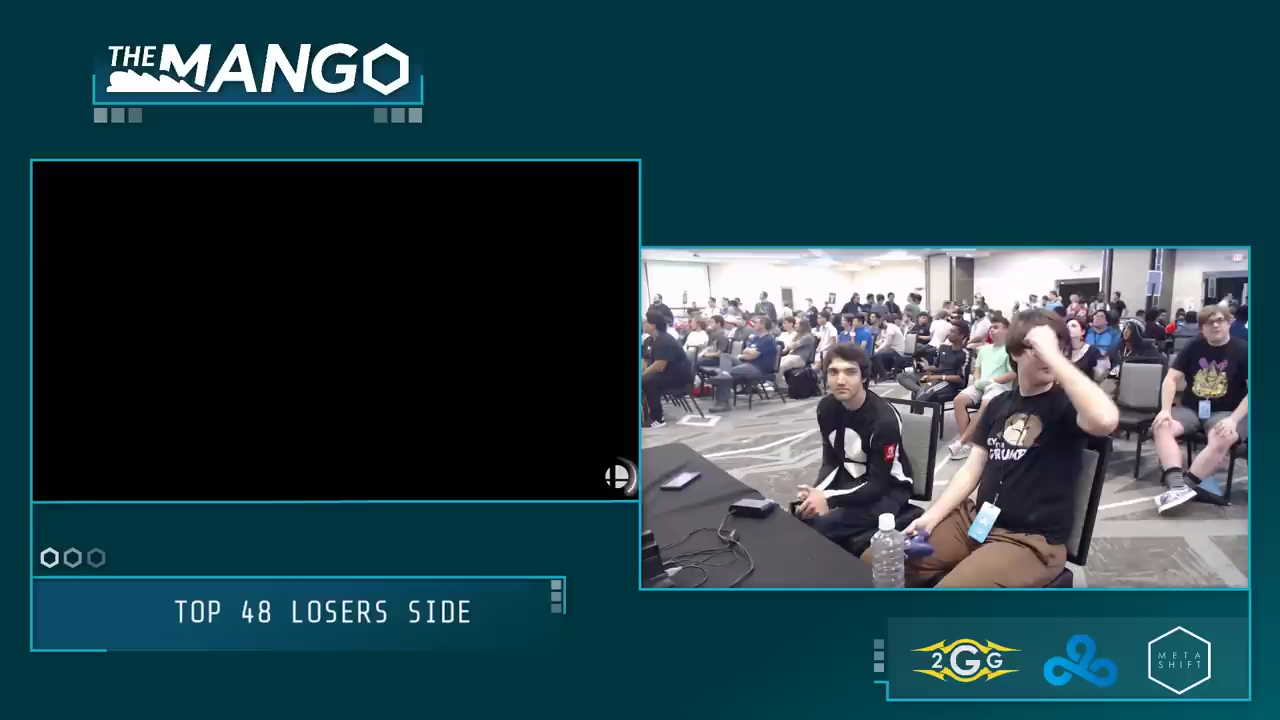 THE MANGO
TOP 48 LOSERS SIDE
2GG
META
SHIFT